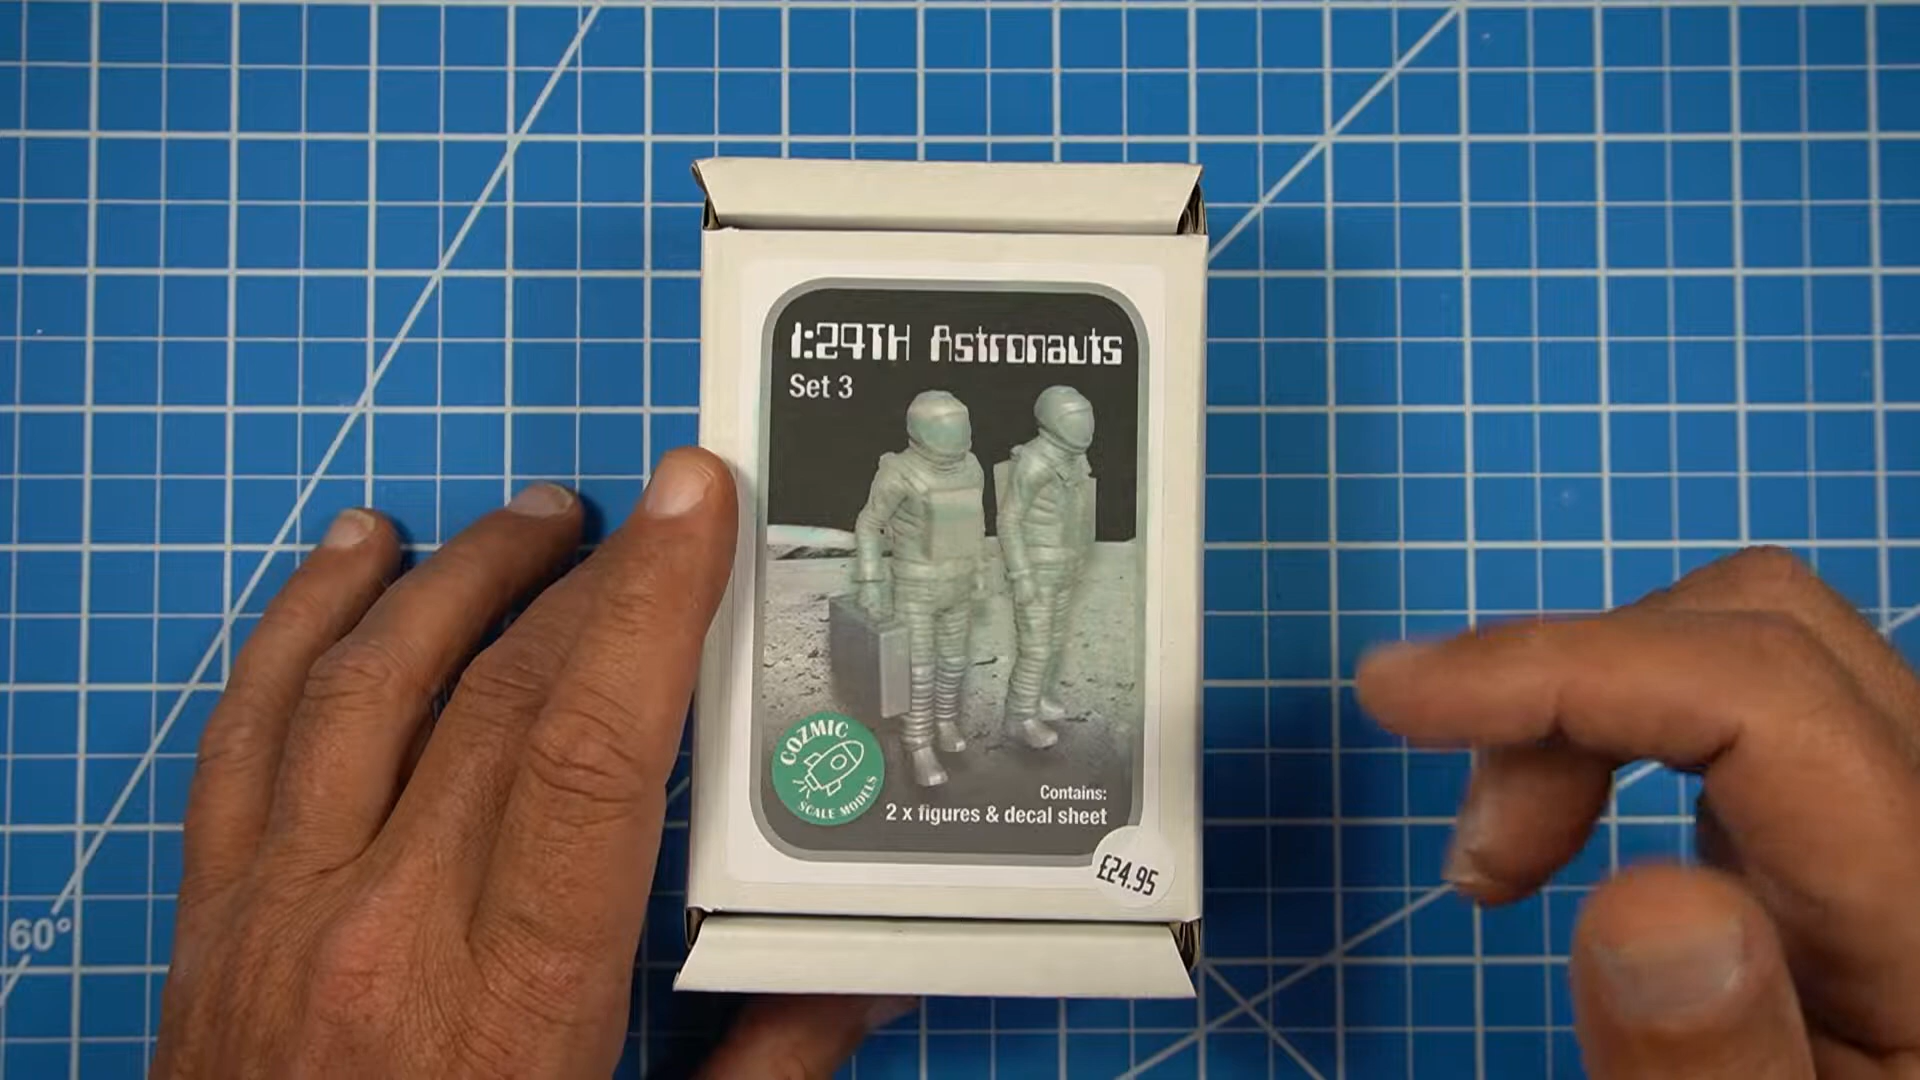 1:24TH Astronauts
Set 3
COZMIC
SCALE MODELS
Contains:
2 x figures & decal sheet
£24.95
60°